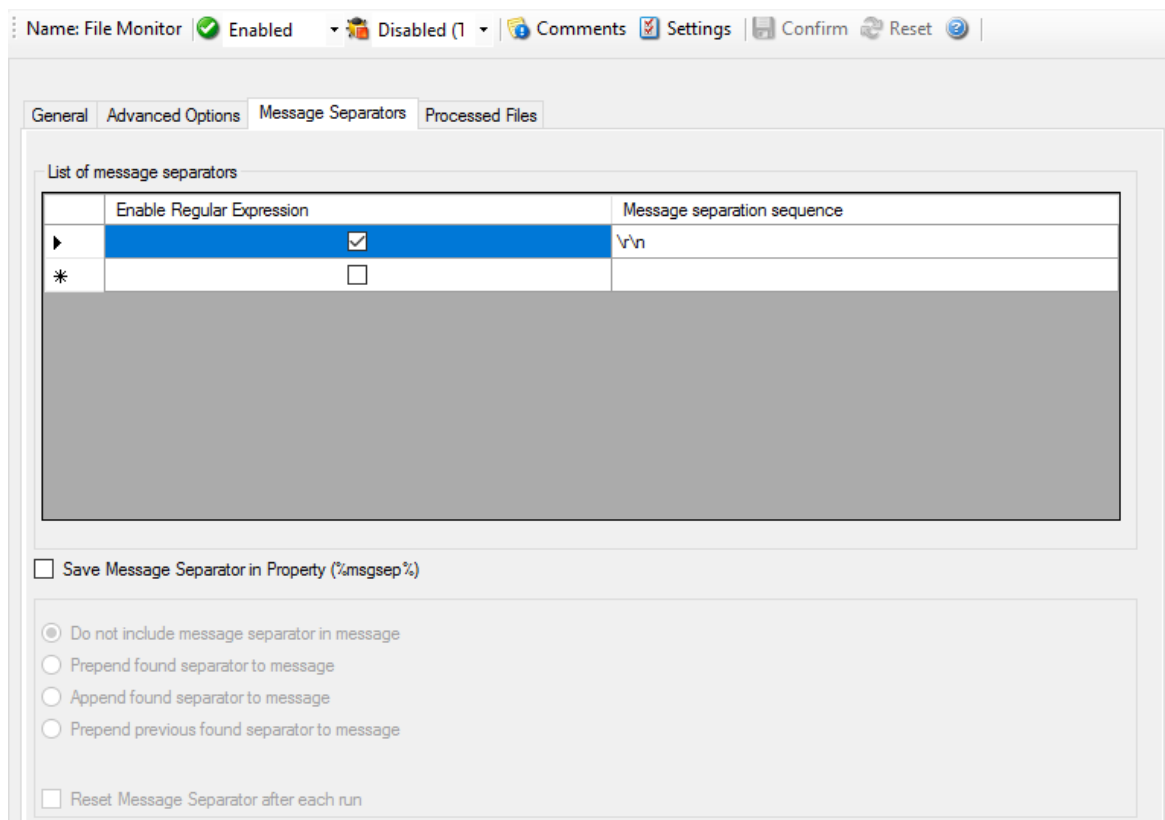 Name: File Monitor Enabled Disabled (T Comments Settings Confirm Reset
General Advanced Options Message Separators Processed Files
List of message separators
Enable Regular Expression Message separation sequence
\r\n
Save Message Separator in Property (%msgsep%)
Do not include message separator in message
Prepend found separator to message
Append found separator to message
Prepend previous found separator to message
Reset Message Separator after each run